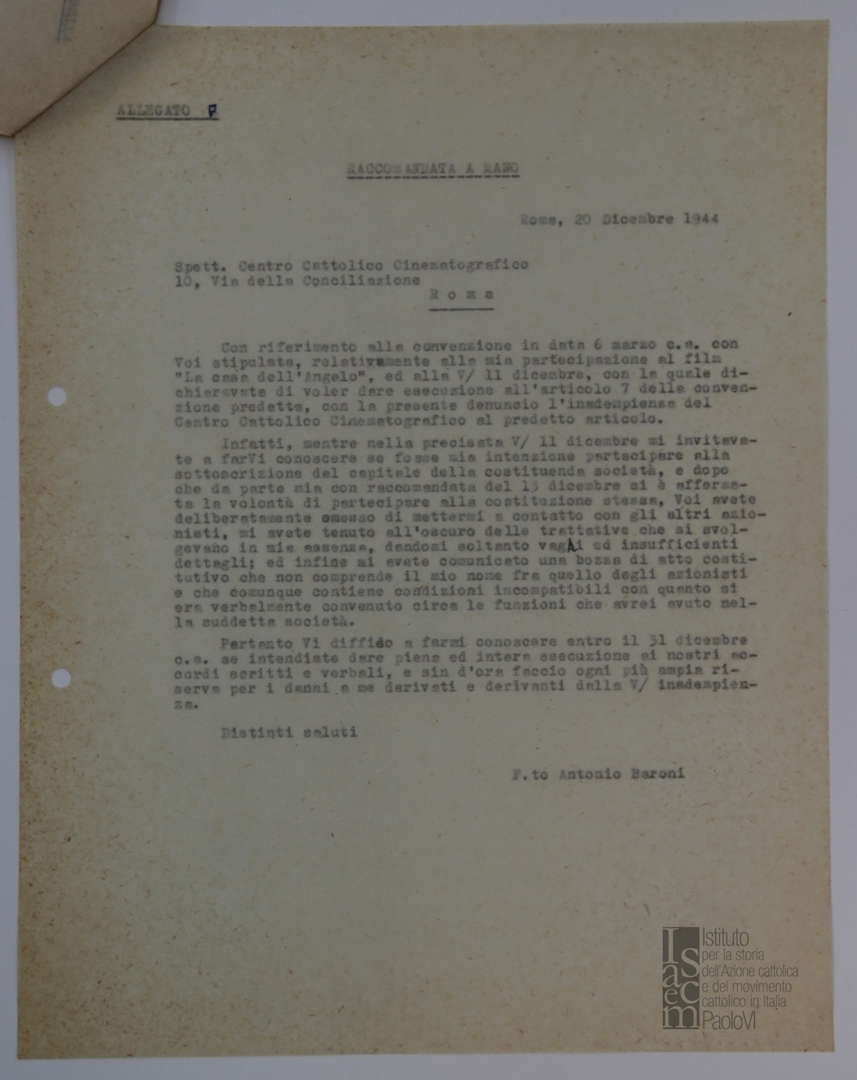 ALLEGATO F
RACCOMANDATA A MANO
Roma, 20 Dicembre 1944
Spett. Centro Cattolico Cinematografico
10, Via della Conciliazione
R o m a
Con riferimento alla convenzione in data 6 marzo c.a. con
Voi stipulata, relativamente alla mia partecipazione al film
"La casa dell'Angelo", ed alla V/ 11 dicembre, con la quale di-
chiaravate di voler dare esecuzione all'articolo 7 della conven-
zione predetta, con la presente denuncio l'inadempienza del
Centro Cattolico Cinematografico al predetto articolo.
Infatti, mentre nella precisata V/ 11 dicembre mi invitava-
te a farVi conoscere se fosse mia intenzione partecipare alla
sottoscrizione del capitale della costituenda società, e dopo
che da parte mia con raccomandata del 13 dicembre si è afferma-
ta la volontà di partecipare alla costituzione stessa, Voi avete
deliberatamente omesso di mettermi a contatto con gli altri azio-
nisti, mi avete tenuto all'oscuro delle trattative che si svol-
gevano in mia assenza, dandomi soltanto vaghi ed insufficienti
dettagli; ed infine mi avete comunicato una bozza di atto costi-
tutivo che non comprende il mio nome fra quello degli azionisti
e che comunque contiene condizioni incompatibili con quanto si
era verbalmente convenuto circa le funzioni che avrei avuto nel-
la suddetta società.
Pertanto Vi diffido a farmi conoscere entro il 31 dicembre
c.a. se intendiate dare piena ed intera esecuzione ai nostri ac-
cordi scritti e verbali, e sin d'ora faccio ogni più ampia ri-
serva per i danni a me derivati e derivanti dalla V/ inadempien-
za.
Distinti saluti
F.to Antonio Baroni
Isacem
Istituto
per la storia
dell'Azione cattolica
e del movimento
cattolico in Italia
PaoloVI